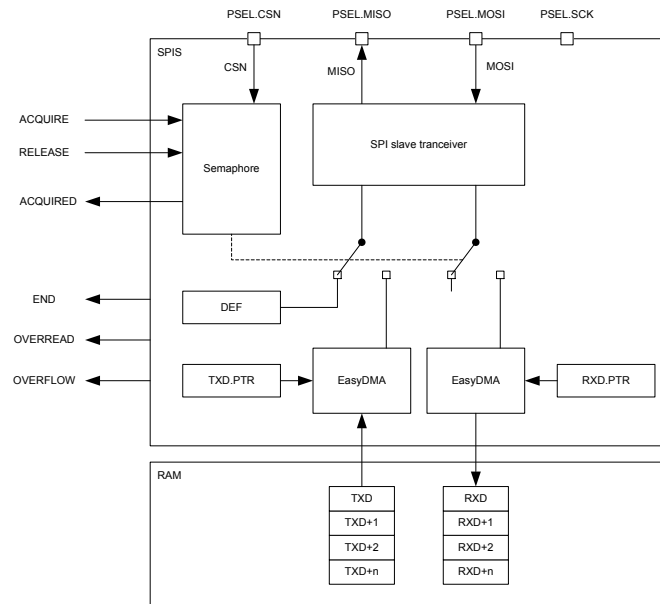 PSEL.CSN PSEL.MISO PSEL.MOSI PSEL.SCK
SPIS
CSN MISO MOSI
ACQUIRE
RELEASE
Semaphore
SPI slave tranceiver
ACQUIRED
END
DEF
OVERREAD
OVERFLOW
TXD.PTR EasyDMA EasyDMA RXD.PTR
RAM
TXD RXD
TXD+1 RXD+1
TXD+2 RXD+2
TXD+n RXD+n